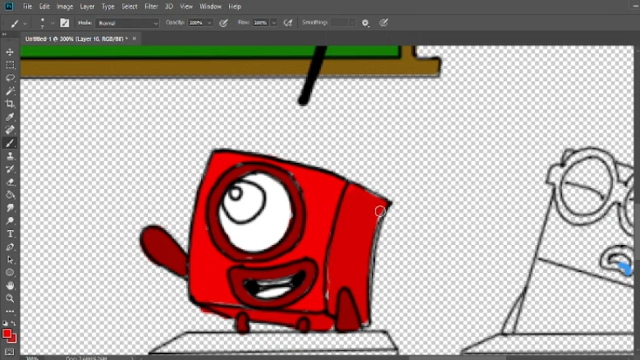 Ps File Edit Image Layer Type Select Filter 3D View Window Help
Mode: Normal Opacity: 100% Flow: 100% Smoothing:
Untitled-1 @ 300% (Layer 10, RGB/8#) *